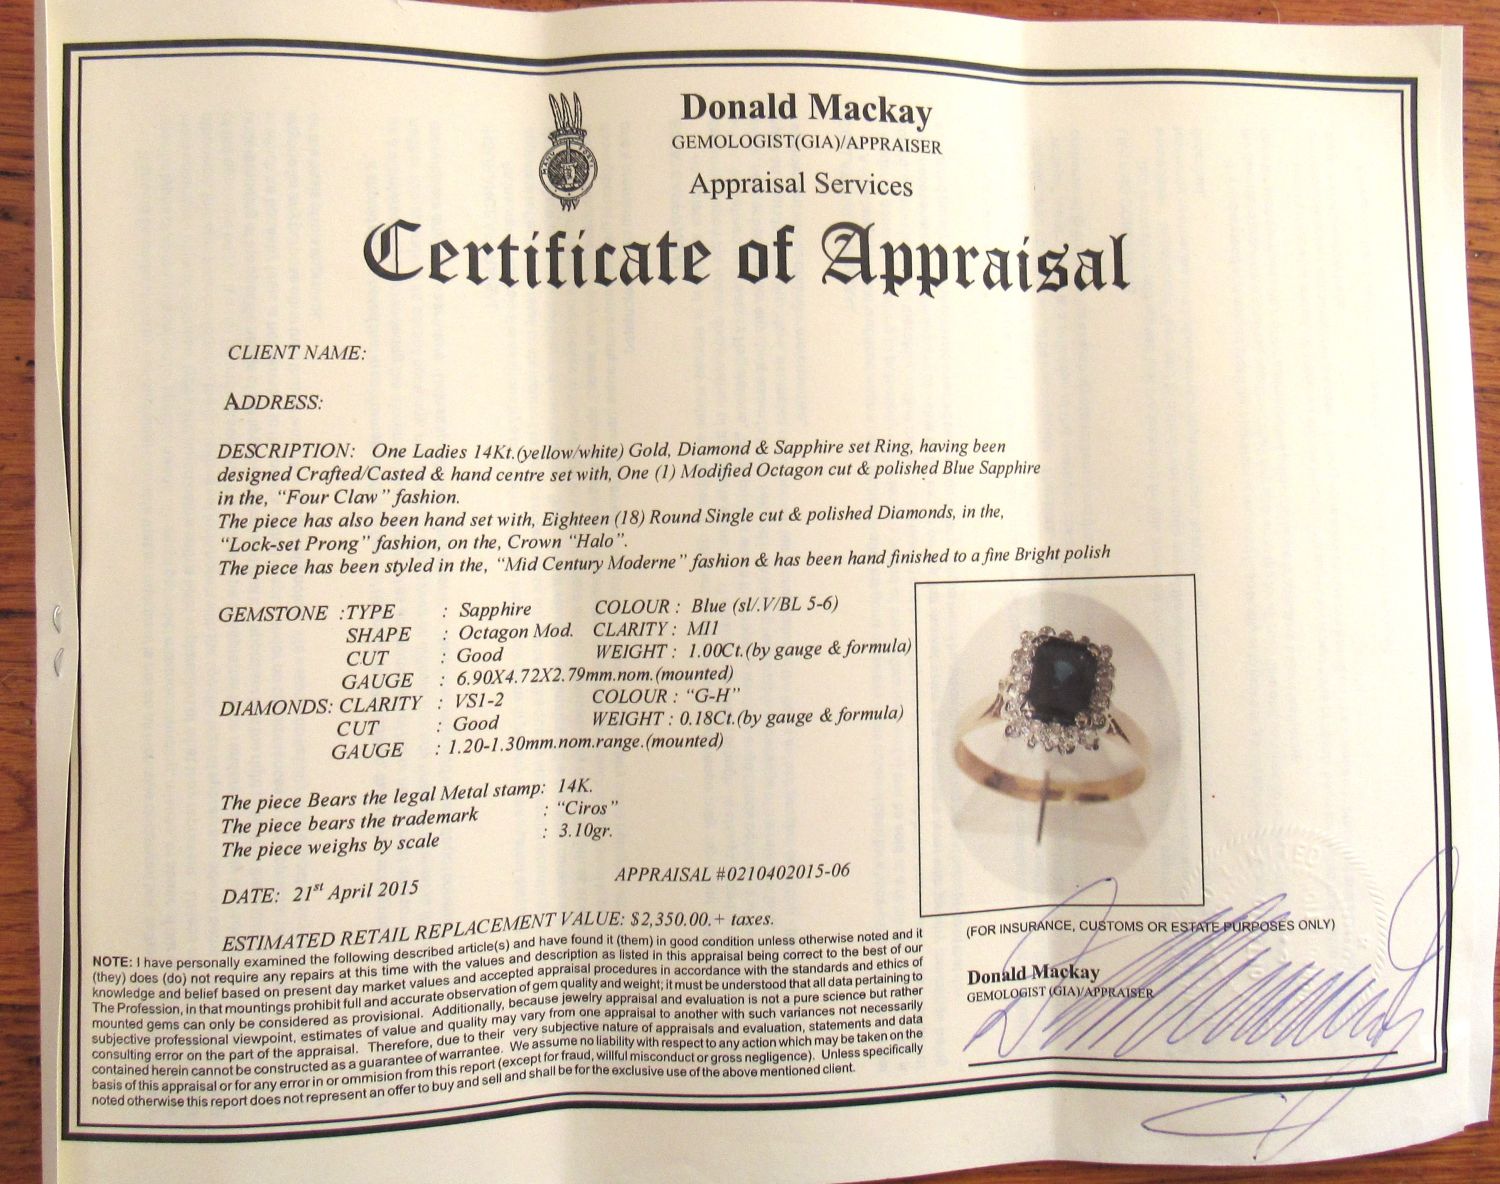 Donald Mackay
GEMOLOGIST(GIA)/APPRAISER
Appraisal Services
Certificate of Appraisal
CLIENT NAME:
ADDRESS:
DESCRIPTION: One Ladies 14Kt.(yellow/white) Gold, Diamond & Sapphire set Ring, having been
designed Crafted/Casted & hand centre set with, One (1) Modified Octagon cut & polished Blue Sapphire
in the, "Four Claw" fashion.
The piece has also been hand set with, Eighteen (18) Round Single cut & polished Diamonds, in the,
"Lock-set Prong" fashion, on the, Crown "Halo".
The piece has been styled in the, "Mid Century Moderne" fashion & has been hand finished to a fine Bright polish
GEMSTONE :TYPE : Sapphire COLOUR : Blue (sl/.V/BL 5-6)
SHAPE : Octagon Mod. CLARITY : MI1
CUT : Good WEIGHT : 1.00Ct.(by gauge & formula)
GAUGE : 6.90X4.72X2.79mm.nom.(mounted)
DIAMONDS: CLARITY : VS1-2 COLOUR : "G-H"
CUT : Good WEIGHT : 0.18Ct.(by gauge & formula)
GAUGE : 1.20-1.30mm.nom.range.(mounted)
The piece Bears the legal Metal stamp: 14K.
The piece bears the trademark : "Ciros"
The piece weighs by scale : 3.10gr.
APPRAISAL #0210402015-06
DATE: 21st April 2015
ESTIMATED RETAIL REPLACEMENT VALUE: $2,350.00.+ taxes.
NOTE: I have personally examined the following described article(s) and have found it (them) in good condition unless otherwise noted and it
(they) does (do) not require any repairs at this time with the values and description as listed in this appraisal being correct to the best of our
knowledge and belief based on present day market values and accepted appraisal procedures in accordance with the standards and ethics of
The Profession, in that mountings prohibit full and accurate observation of gem quality and weight; it must be understood that all data pertaining to
mounted gems can only be considered as provisional. Additionally, because jewelry appraisal and evaluation is not a pure science but rather
subjective professional viewpoint, estimates of value and quality may vary from one appraisal to another with such variances not necessarily
consulting error on the part of the appraisal. Therefore, due to their very subjective nature of appraisals and evaluation, statements and data
contained herein cannot be constructed as a guarantee of warrantee. We assume no liability with respect to any action which may be taken on the
basis of this appraisal or for any error in or ommision from this report (except for fraud, willful misconduct or gross negligence). Unless specifically
noted otherwise this report does not represent an offer to buy and sell and shall be for the exclusive use of the above mentioned client.
(FOR INSURANCE, CUSTOMS OR ESTATE PURPOSES ONLY)
Donald Mackay
GEMOLOGIST (GIA)/APPRAISER